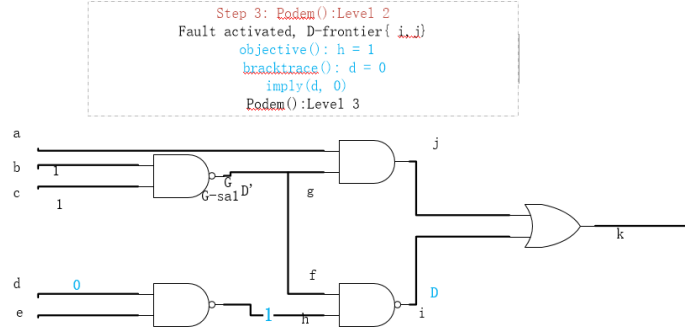 Step 3: Podem():Level 2
Fault activated, D-frontier{ i,j}
objective(): h = 1
bracktrace(): d = 0
imply(d, 0)
Podem():Level 3
a
j
b
1
G
c
G-sa1
D'
g
1
k
f
d
0
D
e
1
h
i